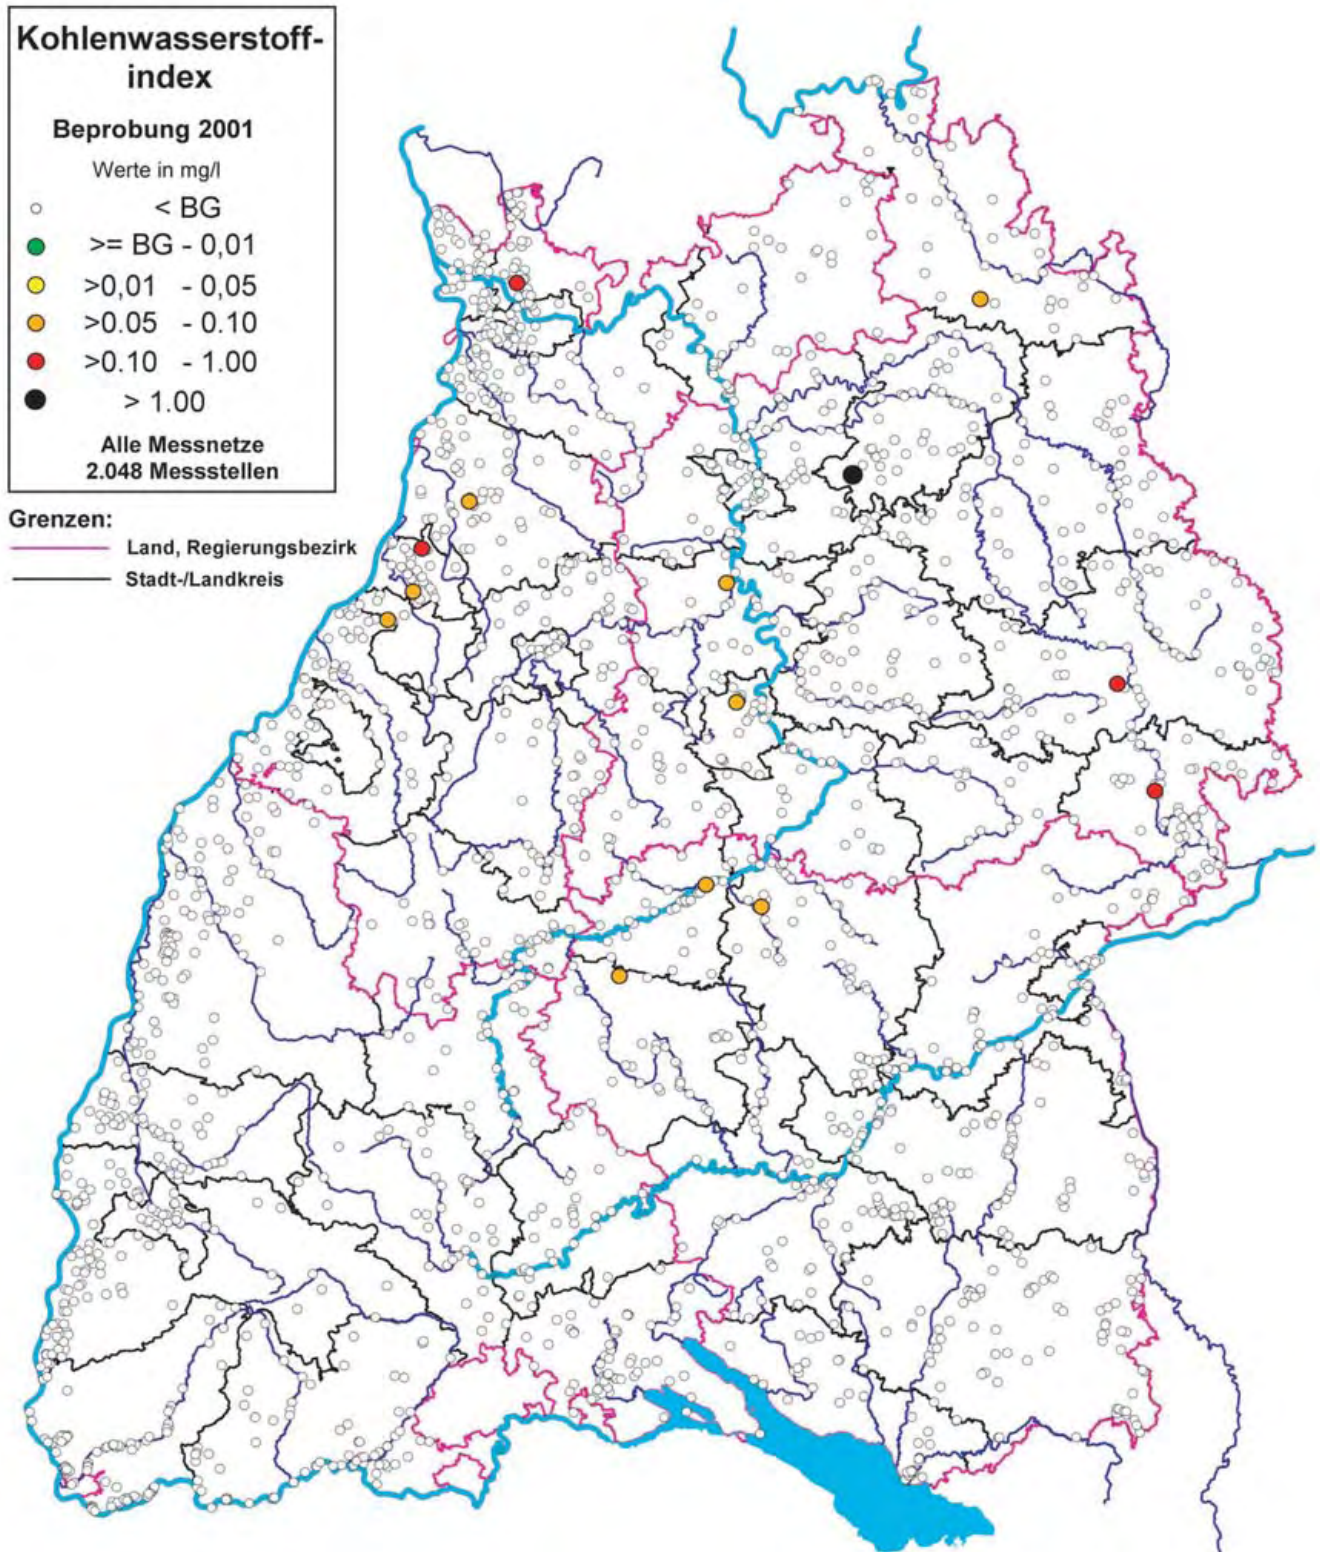 Kohlenwasserstoff-
index
Beprobung 2001
Werte in mg/l
< BG
>= BG - 0,01
>0,01 - 0,05
>0.05 - 0.10
>0.10 - 1.00
> 1.00
Alle Messnetze
2.048 Messstellen
Grenzen:
Land, Regierungsbezirk
Stadt-/Landkreis